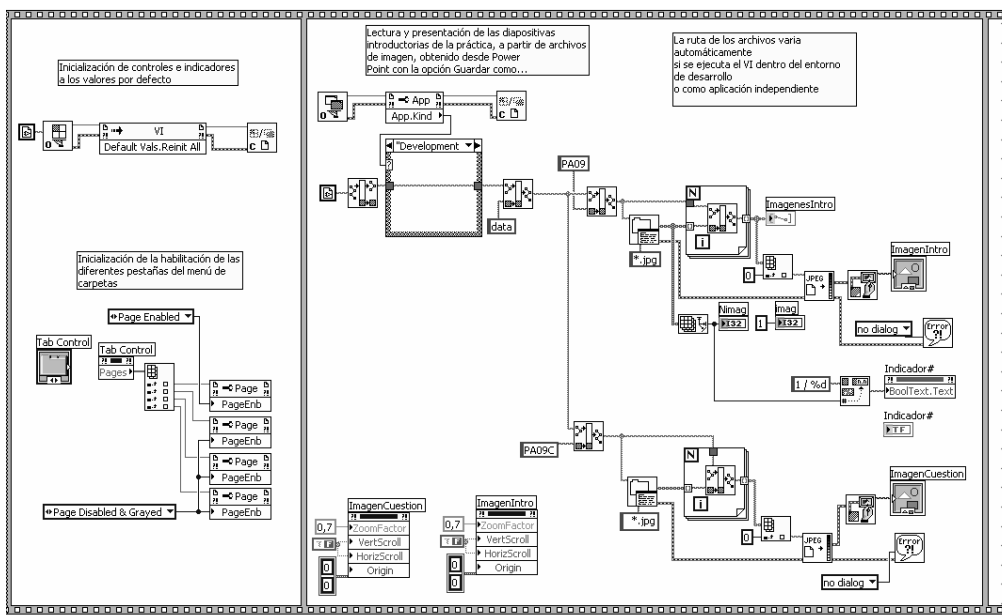 Inicialización de controles e indicadores
a los valores por defecto
VI
Default Vals.Reinit All
Inicialización de la habilitación de las
diferentes pestañas del menú de
carpetas
Page Enabled
Tab Control
Tab Control
Pages
Page
PageEnb
Page
PageEnb
Page
PageEnb
Page
PageEnb
Page Disabled & Grayed
Lectura y presentación de las diapositivas
introductorias de la práctica, a partir de archivos
de imagen, obtenido desde Power
Point con la opción Guardar como...
La ruta de los archivos varia
automáticamente
si se ejecuta el VI dentro del entorno
de desarrollo
o como aplicación independiente
App
App.Kind
"Development
?
data
PA09
N
i
*.jpg
ImagenesIntro
0
JPEG
ImagenIntro
Nimag
I32
1
imag
I32
no dialog
Error
?!
1 / %d
Indicador#
BoolText.Text
Indicador#
TF
PA09C
N
i
*.jpg
0
JPEG
ImagenCuestion
Error
?!
no dialog
ImagenCuestion
0,7
ZoomFactor
VertScroll
HorizScroll
Origin
0
0
ImagenIntro
0,7
ZoomFactor
VertScroll
HorizScroll
Origin
0
0